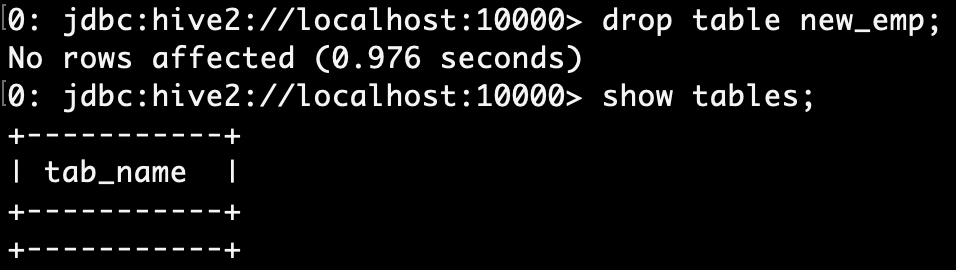 [0: jdbc:hive2://localhost:10000> drop table new_emp;
No rows affected (0.976 seconds)
[0: jdbc:hive2://localhost:10000> show tables;
+-----------+
| tab_name  |
+-----------+
+-----------+